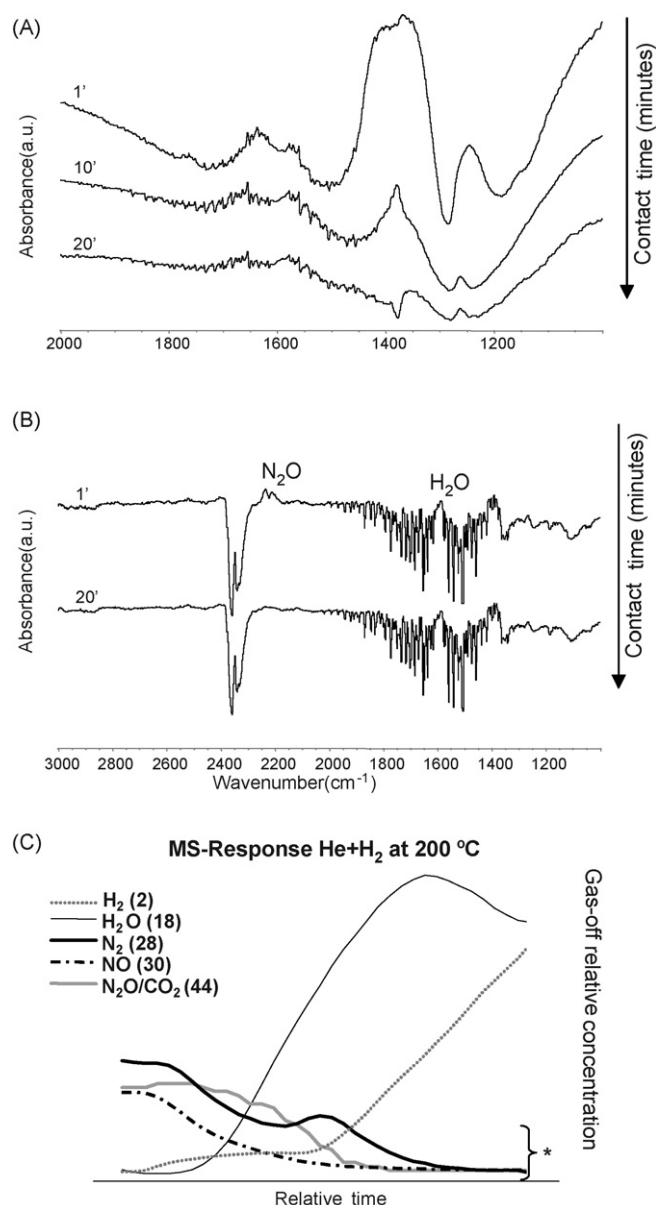 (A)
1'
10'
20'
Absorbance(a.u.)
Contact time (minutes)
2000 1800 1600 1400 1200
(B)
N₂O
H₂O
1'
20'
Absorbance(a.u.)
Contact time (minutes)
3000 2800 2600 2400 2200 2000 1800 1600 1400 1200
Wavenumber(cm⁻¹)
(C)
MS-Response He+H₂ at 200 ºC
H₂ (2)
H₂O (18)
N₂ (28)
NO (30)
N₂O/CO₂ (44)
Gas-off relative concentration
*
Relative time